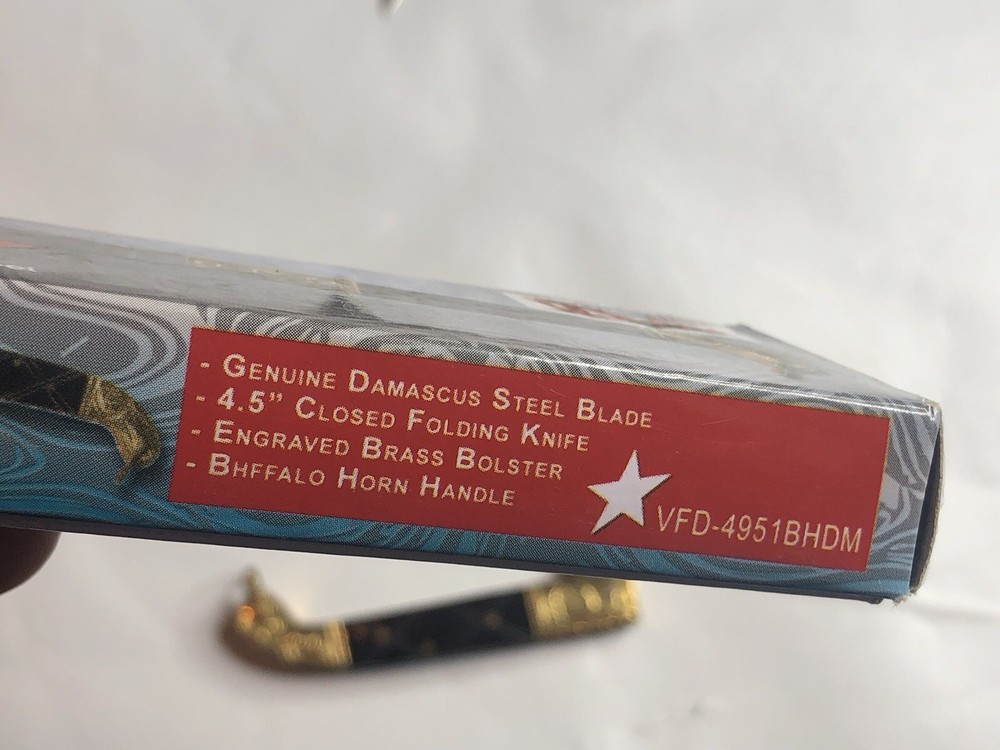 - Genuine Damascus Steel Blade
- 4.5” Closed Folding Knife
- Engraved Brass Bolster
- Bhffalo Horn Handle
VFD-4951BHDM